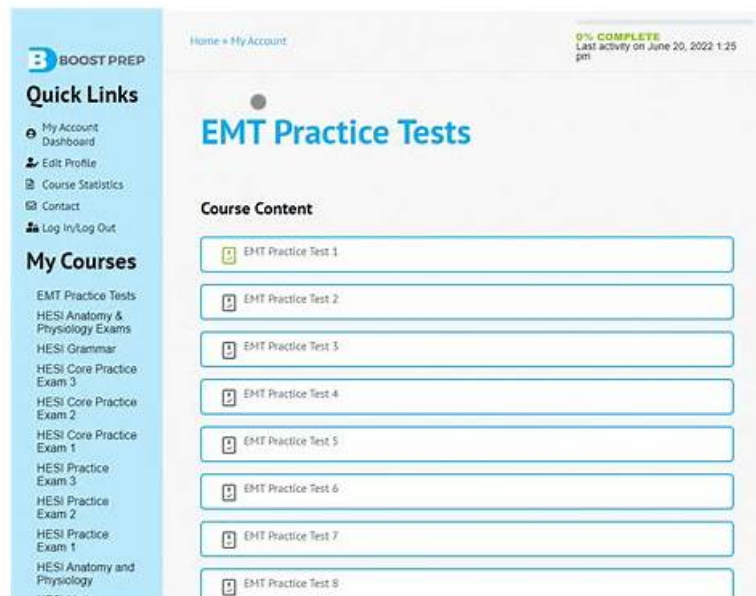 BOOST PREP
Quick Links
My Account
Dashboard
Edit Profile
Course Statistics
Contact
Log In/Log Out
My Courses
EMT Practice Tests
HESI Anatomy &
Physiology Exams
HESI Grammar
HESI Core Practice
Exam 3
HESI Core Practice
Exam 2
HESI Core Practice
Exam 1
HESI Practice
Exam 3
HESI Practice
Exam 2
HESI Practice
Exam 1
HESI Anatomy and
Physiology
Home » My Account
0% COMPLETE
Last activity on June 20, 2022 1:25
pm
EMT Practice Tests
Course Content
EMT Practice Test 1
EMT Practice Test 2
EMT Practice Test 3
EMT Practice Test 4
EMT Practice Test 5
EMT Practice Test 6
EMT Practice Test 7
EMT Practice Test 8